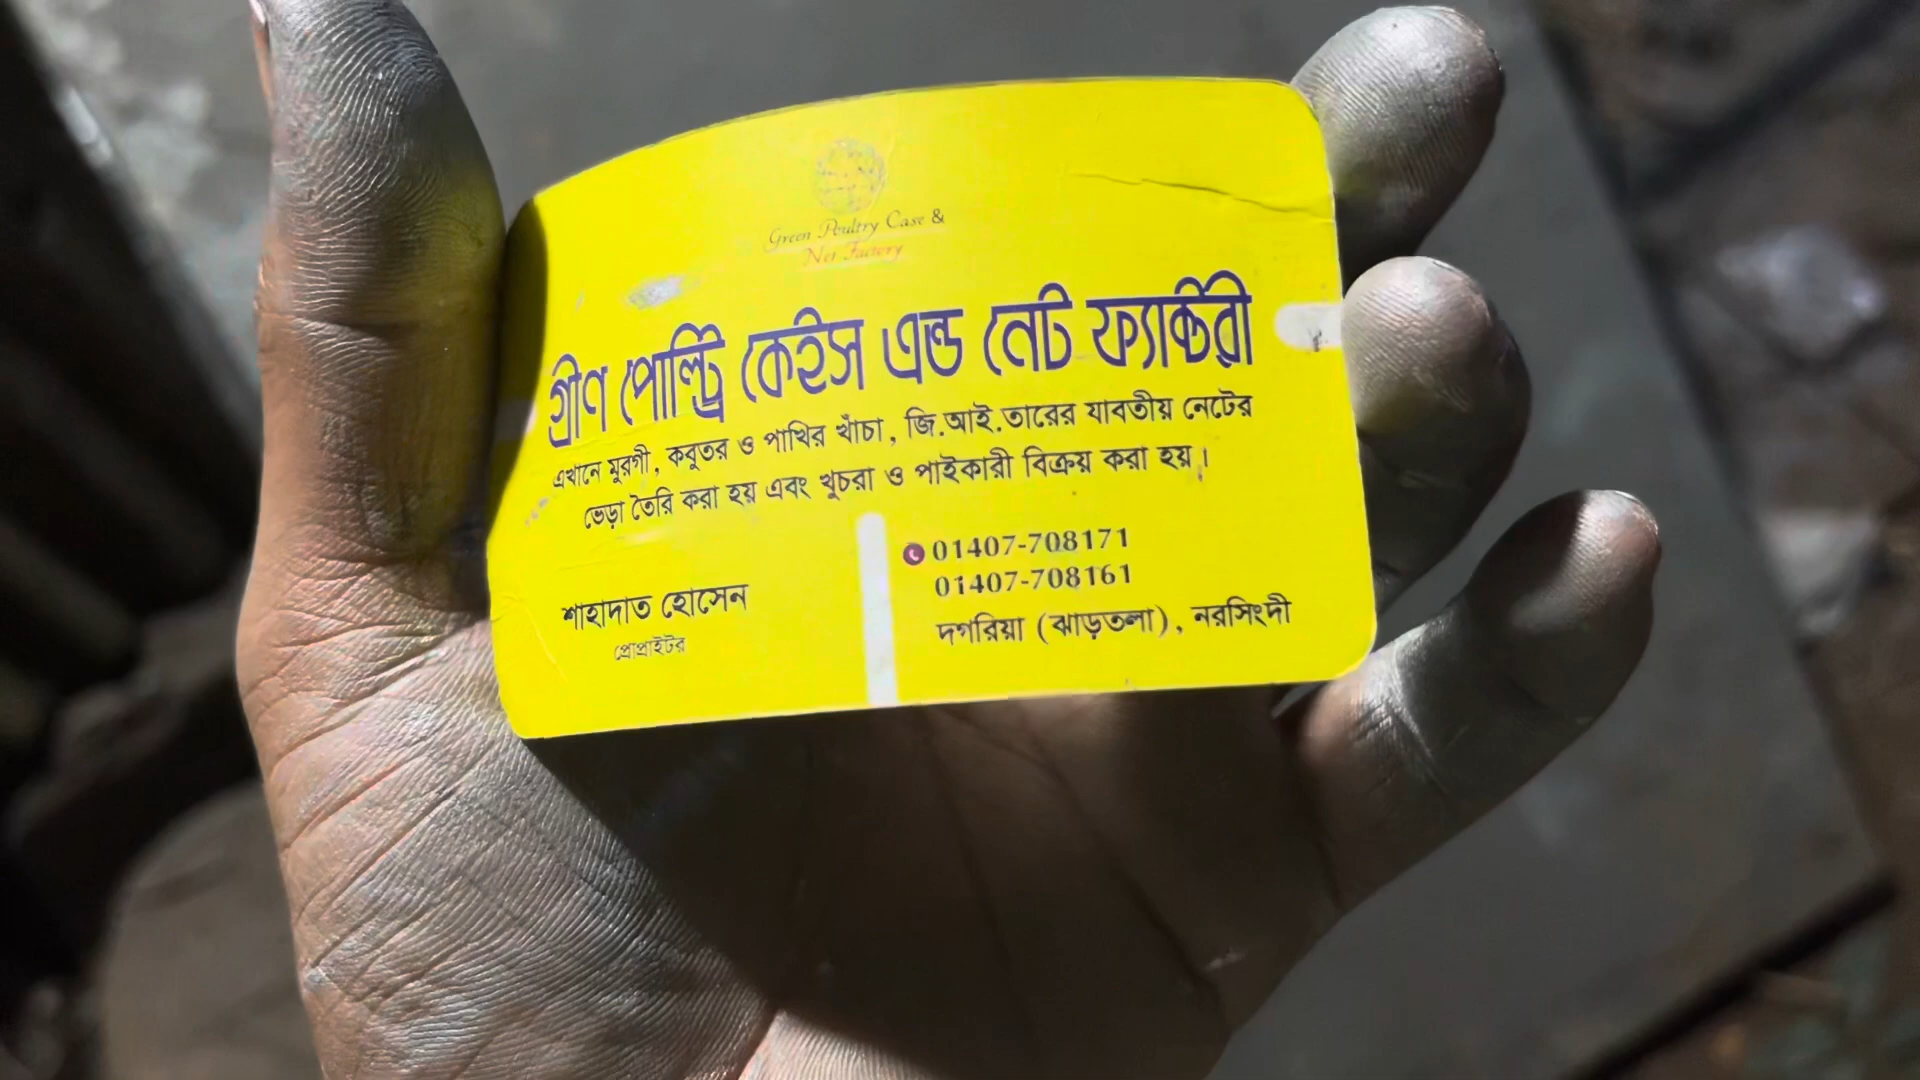 Green Poultry Case &
Net Factory
গ্রীণ পোল্ট্রি কেইস এন্ড নেট ফ্যাক্টরী
এখানে মুরগী, কবুতর ও পাখির খাঁচা, জি.আই.তারের যাবতীয় নেটের
ভেড়া তৈরি করা হয় এবং খুচরা ও পাইকারী বিক্রয় করা হয়।
শাহাদাত হোসেন
প্রোপ্রাইটর
01407-708171
01407-708161
দগরিয়া (ঝাড়তলা), নরসিংদী